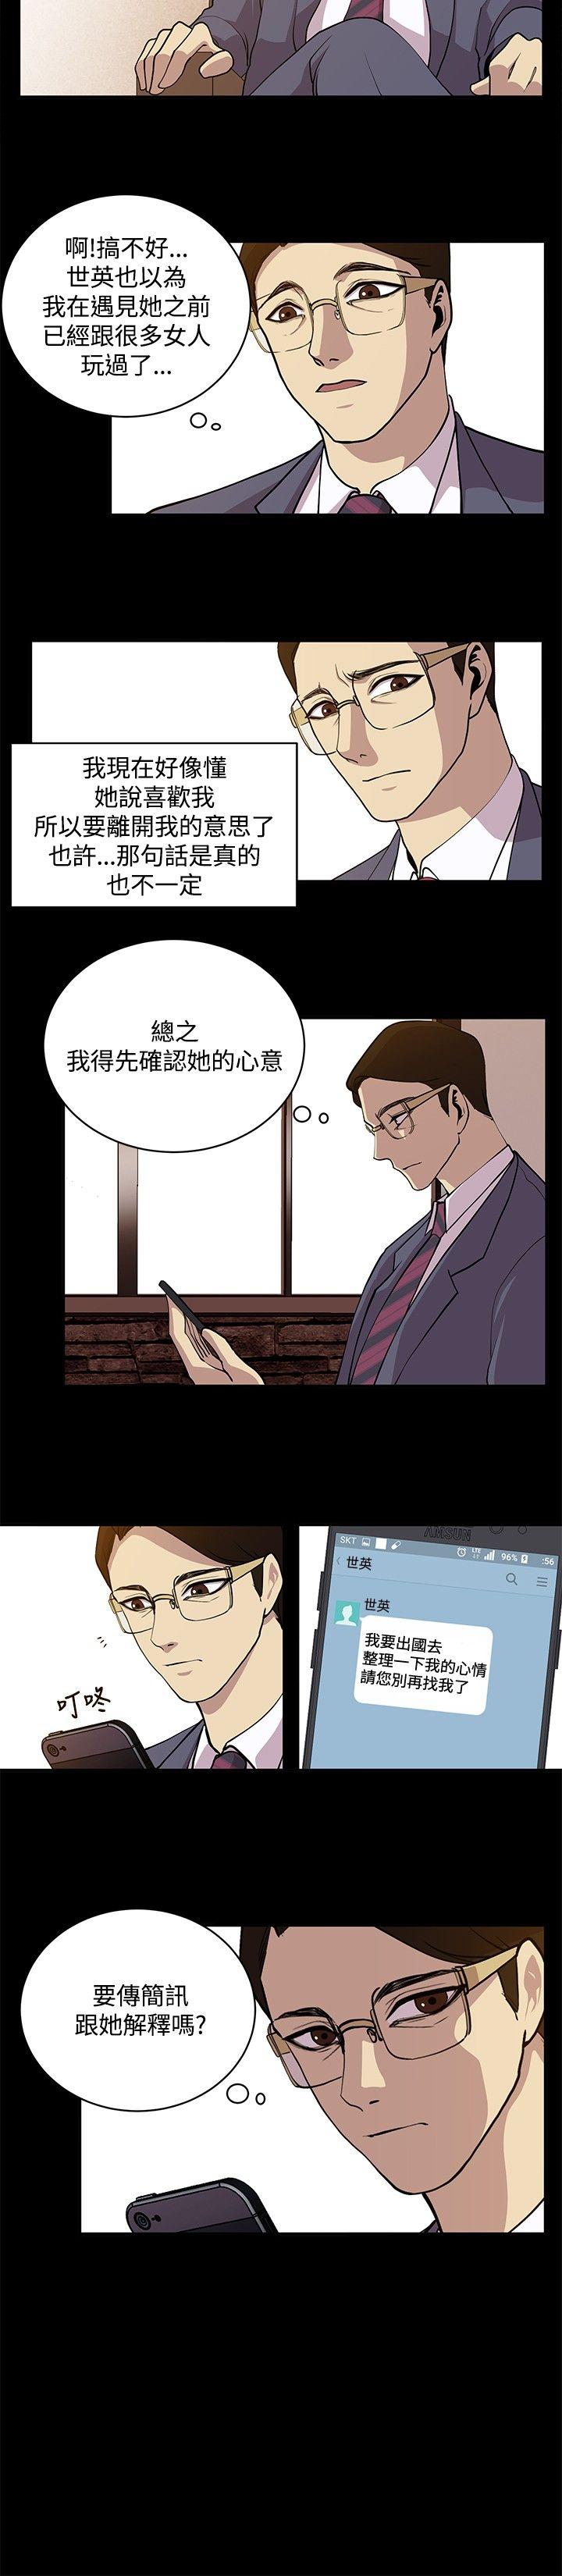 啊!搞不好...
世英也以為
我在遇見她之前
已經跟很多女人
玩過了...
我現在好像懂
她說喜歡我
所以要離開我的意思了
也許...那句話是真的
也不一定
總之
我得先確認她的心意
叮咚
AMSUN
SKT LTE 96% :56
世英
世英
我要出國去
整理一下我的心情
請您別再找我了
要傳簡訊
跟她解釋嗎?